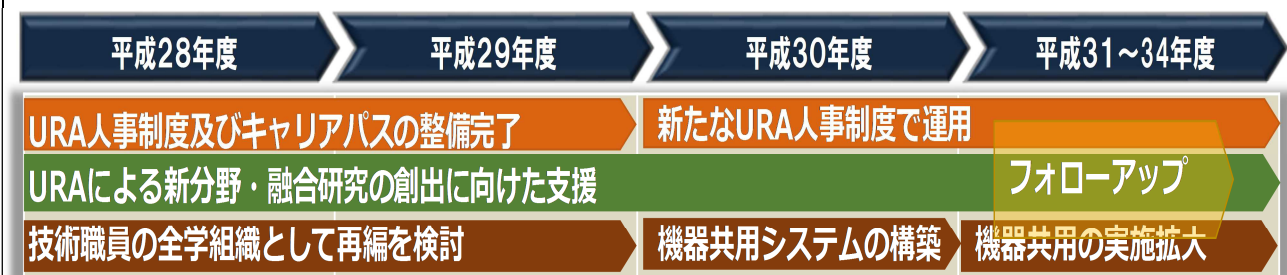 平成28年度
平成29年度
平成30年度
平成31～34年度
URA人事制度及びキャリアパスの整備完了
新たなURA人事制度で運用
URAによる新分野・融合研究の創出に向けた支援
フォローアップ
技術職員の全学組織として再編を検討
機器共用システムの構築
機器共用の実施拡大